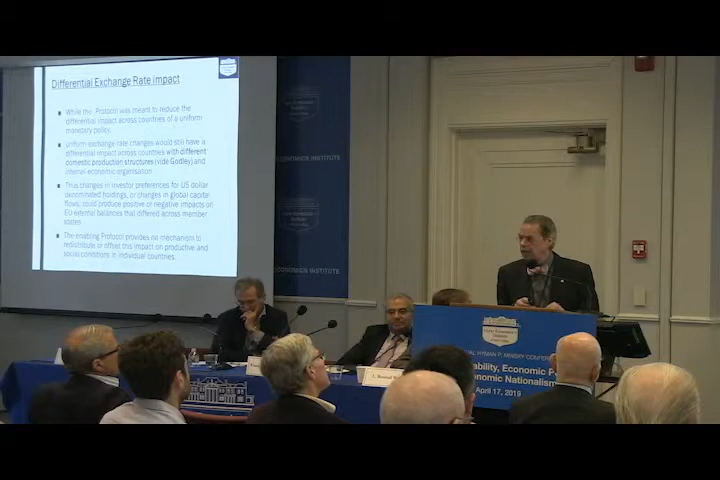 Differential Exchange Rate impact
While the Protocol was meant to reduce the
differential impact across countries of a uniform
monetary policy.
uniform exchange rate changes would still have a
differential impact across countries with different
domestic production structures (vide Godley) and
internal economic organisation
Thus changes in investor preferences for US dollar
denominated holdings, or changes in global capital
flows, could produce positive or negative impacts on
EU external balances that differed across member
states
The enabling Protocol provides no mechanism to
redistribute or offset this impact on productive and
social conditions in individual countries.
ECONOMICS INSTITUTE
ECONOMICS INSTITUTE
AL HYMAN P. MINSKY CONFE
ability, Economic P
onomic Nationalism
April 17, 2019